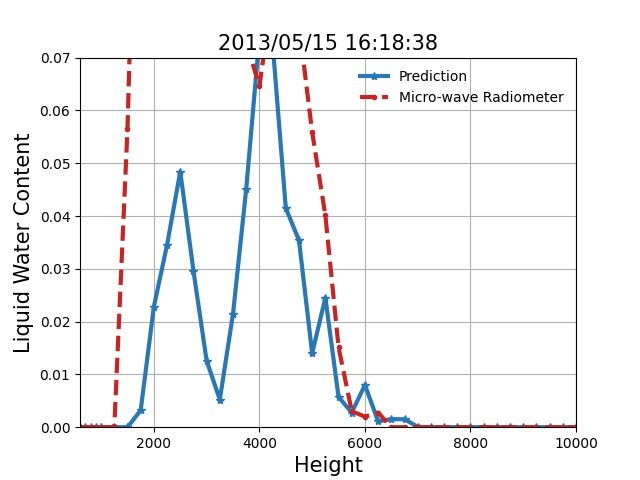 2013/05/15 16:18:38
Liquid Water Content
0.07
0.06
0.05
0.04
0.03
0.02
0.01
0.00
Prediction
Micro-wave Radiometer
2000 4000 6000 8000 10000
Height